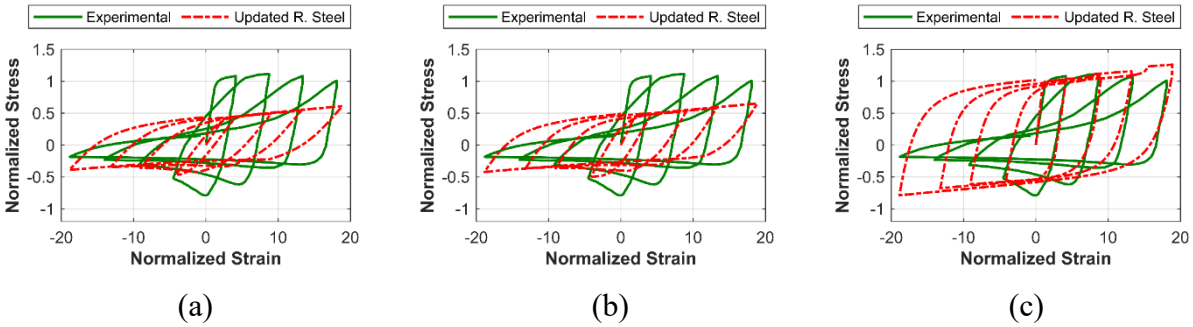 Experimental Updated R. Steel
1.5
1
0.5
0
-0.5
-1
Normalized Stress
-20 -10 0 10 20
Normalized Strain
(a)
Experimental Updated R. Steel
1.5
1
0.5
0
-0.5
-1
Normalized Stress
-20 -10 0 10 20
Normalized Strain
(b)
Experimental Updated R. Steel
1.5
1
0.5
0
-0.5
-1
Normalized Stress
-20 -10 0 10 20
Normalized Strain
(c)